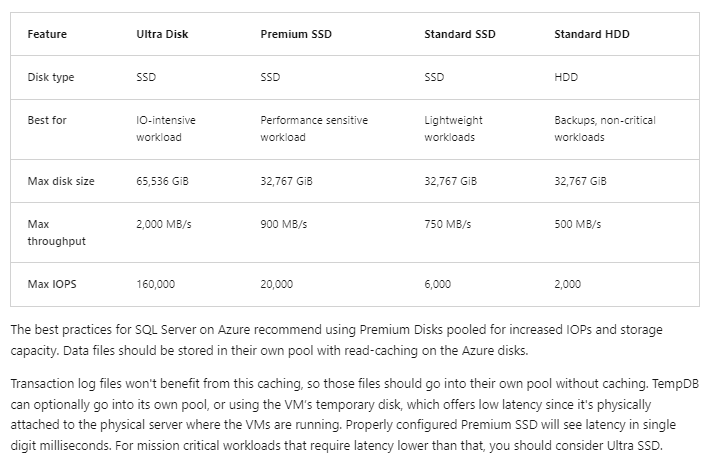 Feature Ultra Disk Premium SSD Standard SSD Standard HDD
Disk type SSD SSD SSD HDD
Best for IO-intensive workload Performance sensitive workload Lightweight workloads Backups, non-critical workloads
Max disk size 65,536 GiB 32,767 GiB 32,767 GiB 32,767 GiB
Max throughput 2,000 MB/s 900 MB/s 750 MB/s 500 MB/s
Max IOPS 160,000 20,000 6,000 2,000
The best practices for SQL Server on Azure recommend using Premium Disks pooled for increased IOPs and storage
capacity. Data files should be stored in their own pool with read-caching on the Azure disks.
Transaction log files won't benefit from this caching, so those files should go into their own pool without caching. TempDB
can optionally go into its own pool, or using the VM's temporary disk, which offers low latency since it's physically
attached to the physical server where the VMs are running. Properly configured Premium SSD will see latency in single
digit milliseconds. For mission critical workloads that require latency lower than that, you should consider Ultra SSD.